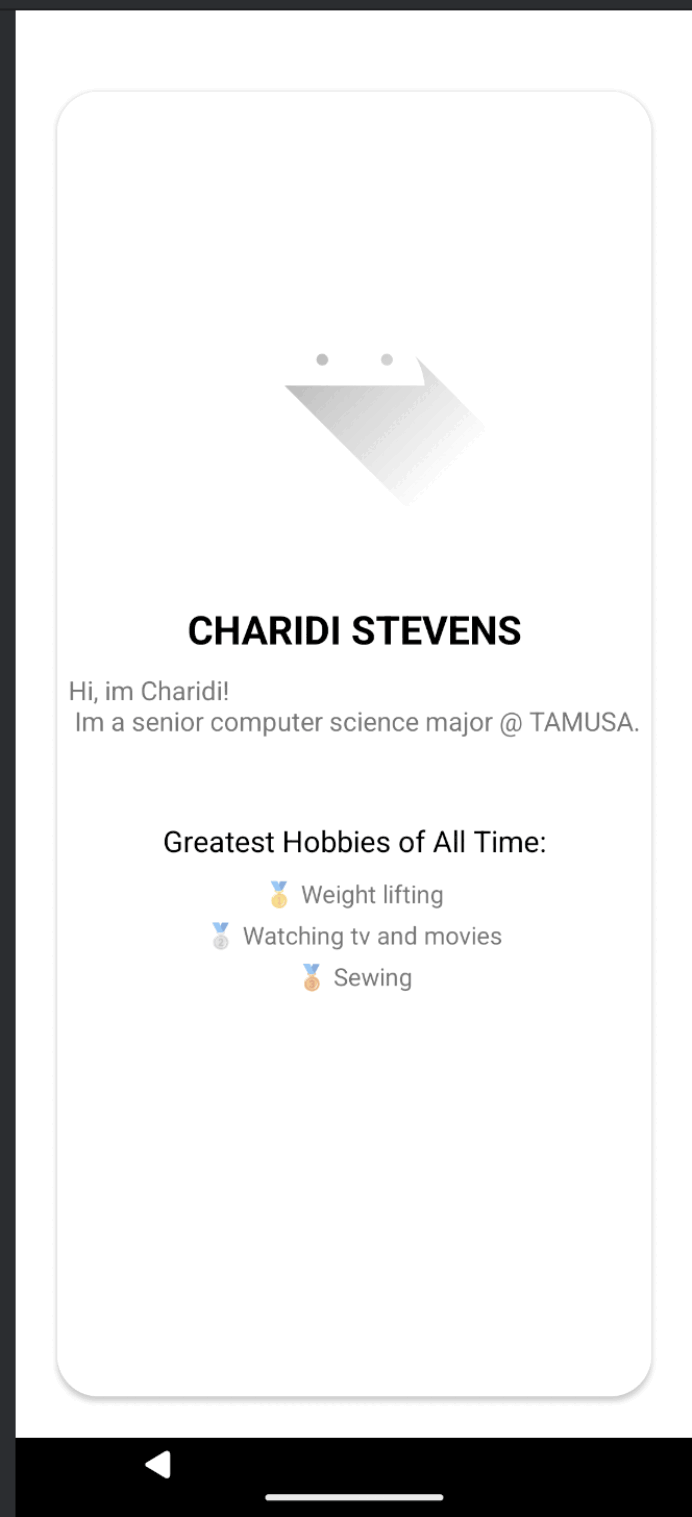 CHARIDI STEVENS
Hi, im Charidi!
Im a senior computer science major @ TAMUSA.
Greatest Hobbies of All Time:
🥇 Weight lifting
🥈 Watching tv and movies
🥉 Sewing